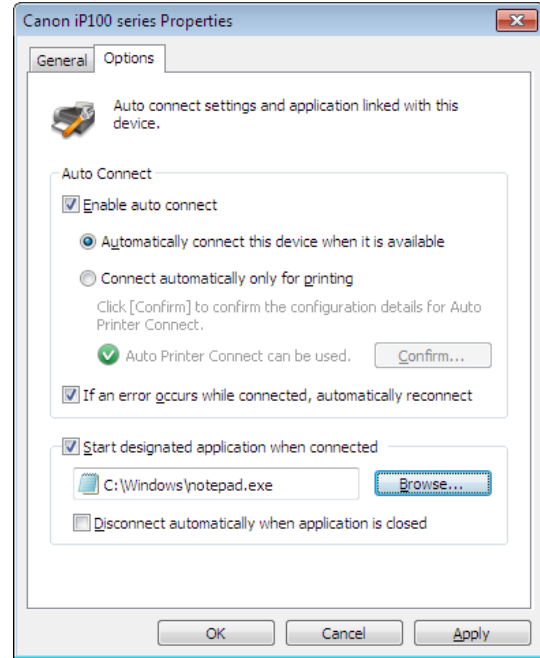 Canon iP100 series Properties
General Options
Auto connect settings and application linked with this
device.
Auto Connect
Enable auto connect
Automatically connect this device when it is available
Connect automatically only for printing
Click [Confirm] to confirm the configuration details for Auto
Printer Connect.
Auto Printer Connect can be used. Confirm...
If an error occurs while connected, automatically reconnect
Start designated application when connected
C:\Windows\notepad.exe Browse...
Disconnect automatically when application is closed
OK Cancel Apply